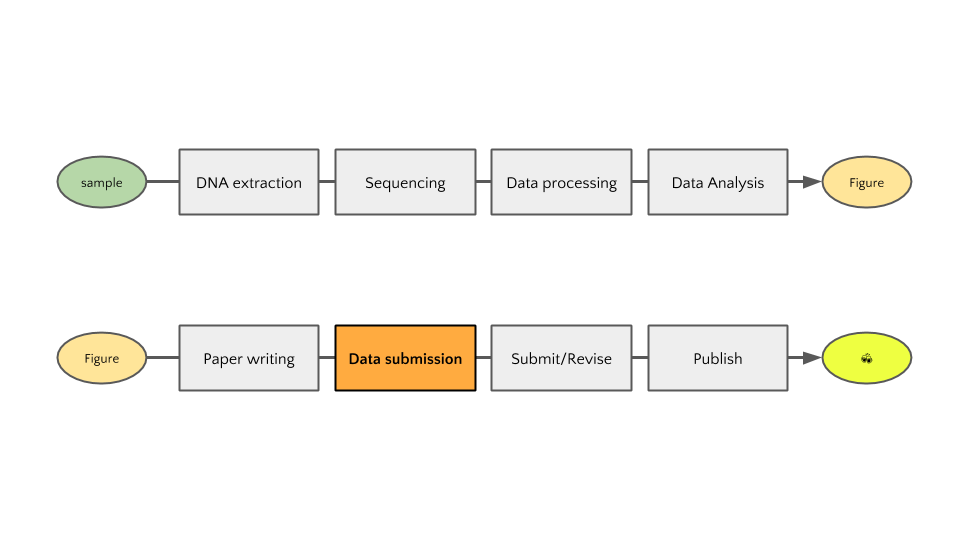 sample
DNA extraction
Sequencing
Data processing
Data Analysis
Figure
Figure
Paper writing
Data submission
Submit/Revise
Publish